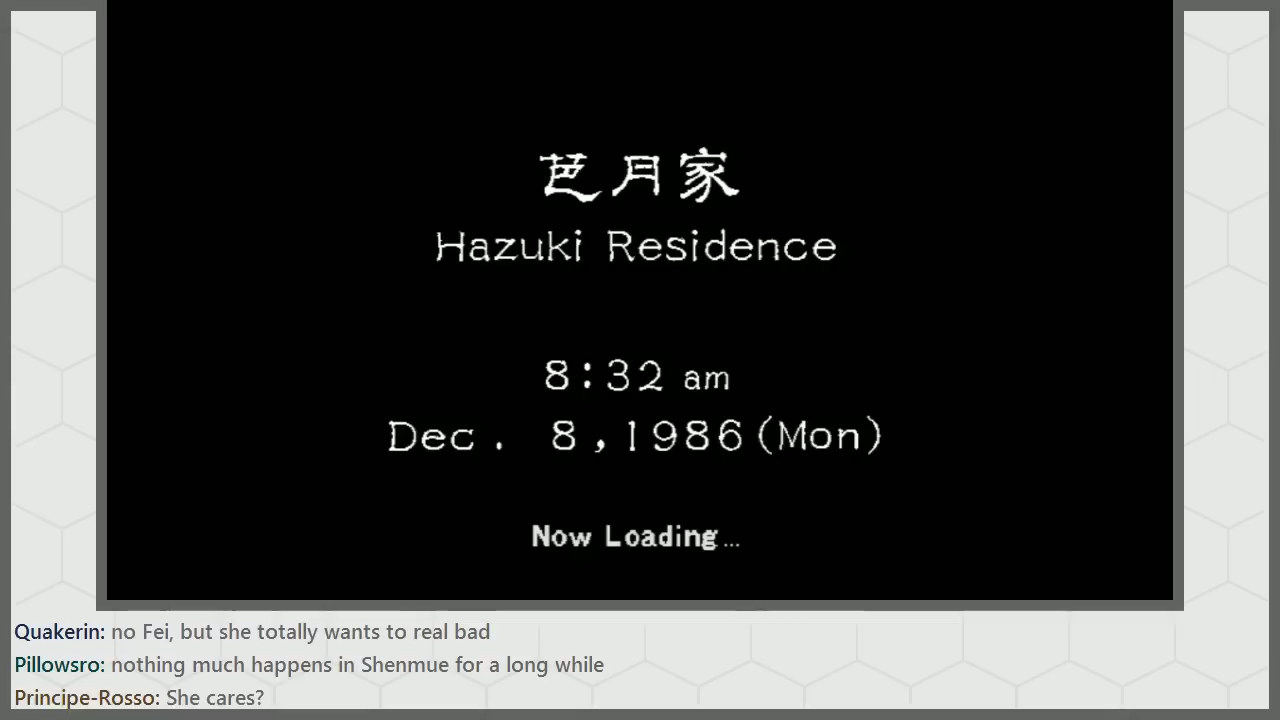 芭月家
Hazuki Residence
8:32 am
Dec. 8,1986(Mon)
Now Loading...
Quakerin: no Fei, but she totally wants to real bad
Pillowsro: nothing much happens in Shenmue for a long while
Principe-Rosso: She cares?